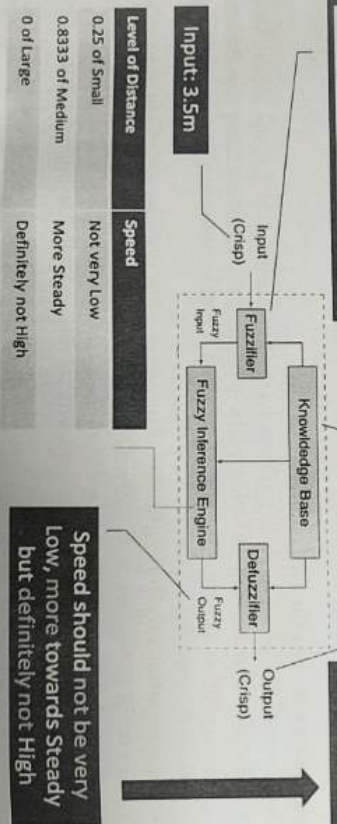 Input: 3.5m
Input
(Crisp)
Fuzzifier
Fuzzy
Input
Knowldedge Base
Fuzzy Inference Engine
Defuzzifier
Fuzzy
Output
Output
(Crisp)
Level of Distance Speed
0.25 of Small Not very Low
0.8333 of Medium More Steady
0 of Large Definitely not High
Speed should not be very
Low, more towards Steady
but definitely not High